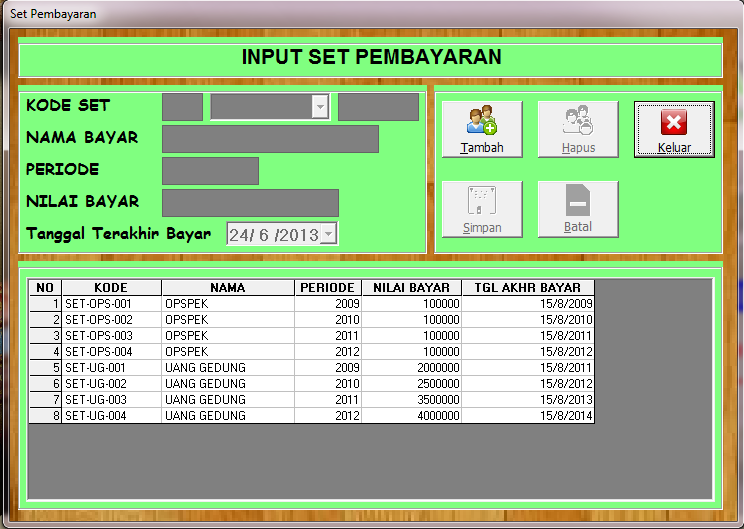 Set Pembayaran
INPUT SET PEMBAYARAN
KODE SET
NAMA BAYAR
PERIODE
NILAI BAYAR
Tanggal Terakhir Bayar 24/ 6 /2013
Tambah Hapus Keluar
Simpan Batal
NO KODE NAMA PERIODE NILAI BAYAR TGL AKHR BAYAR
1 SET-OPS-001 OPSPEK 2009 100000 15/8/2009
2 SET-OPS-002 OPSPEK 2010 100000 15/8/2010
3 SET-OPS-003 OPSPEK 2011 100000 15/8/2011
4 SET-OPS-004 OPSPEK 2012 100000 15/8/2012
5 SET-UG-001 UANG GEDUNG 2009 2000000 15/8/2011
6 SET-UG-002 UANG GEDUNG 2010 2500000 15/8/2012
7 SET-UG-003 UANG GEDUNG 2011 3500000 15/8/2013
8 SET-UG-004 UANG GEDUNG 2012 4000000 15/8/2014